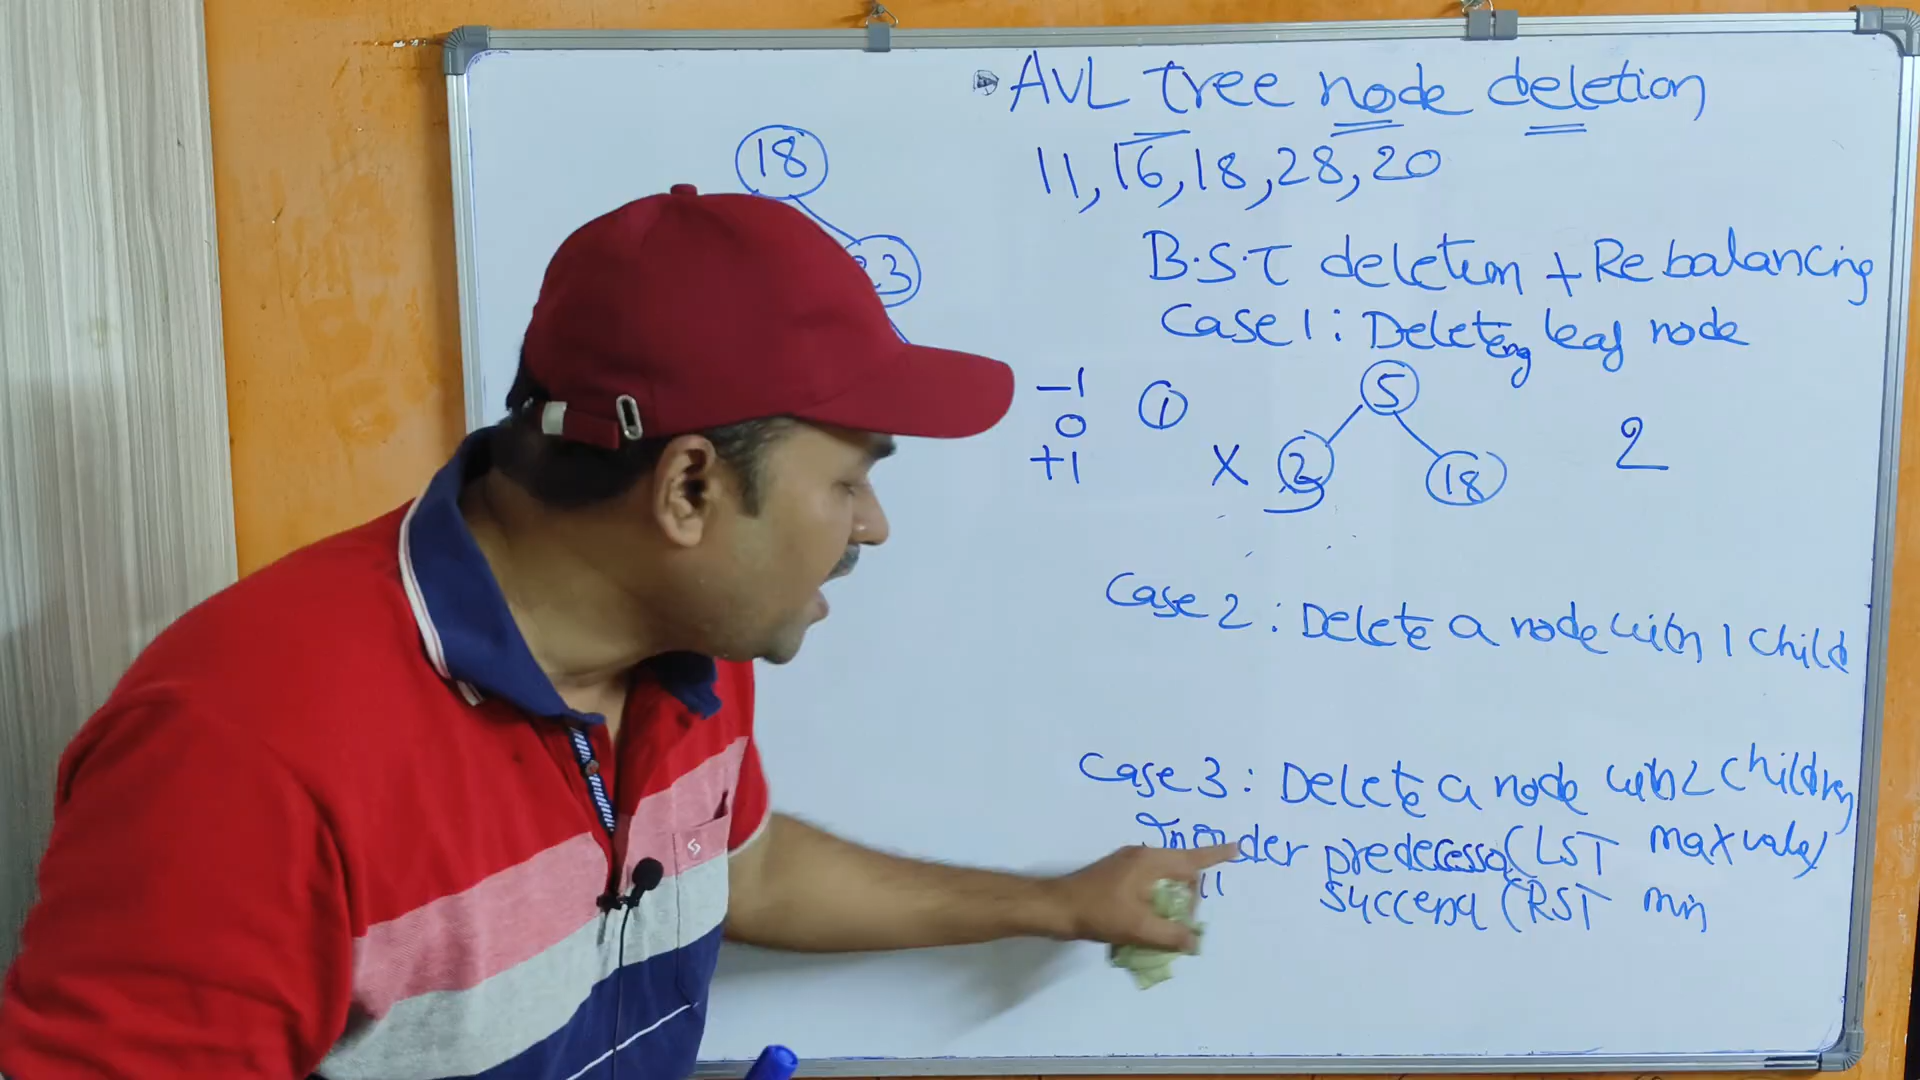 AVL tree node deletion
11, 16, 18, 28, 20
18
23
B.S.T deletion + Rebalancing
Case 1: Deleteng leaf node
-1
0
+1
1
5
X 2 18
2
Case 2: Delete a node with 1 child
Case 3: Delete a node with 2 children
Inorder predecessor (LST max value)
" successor (RST min